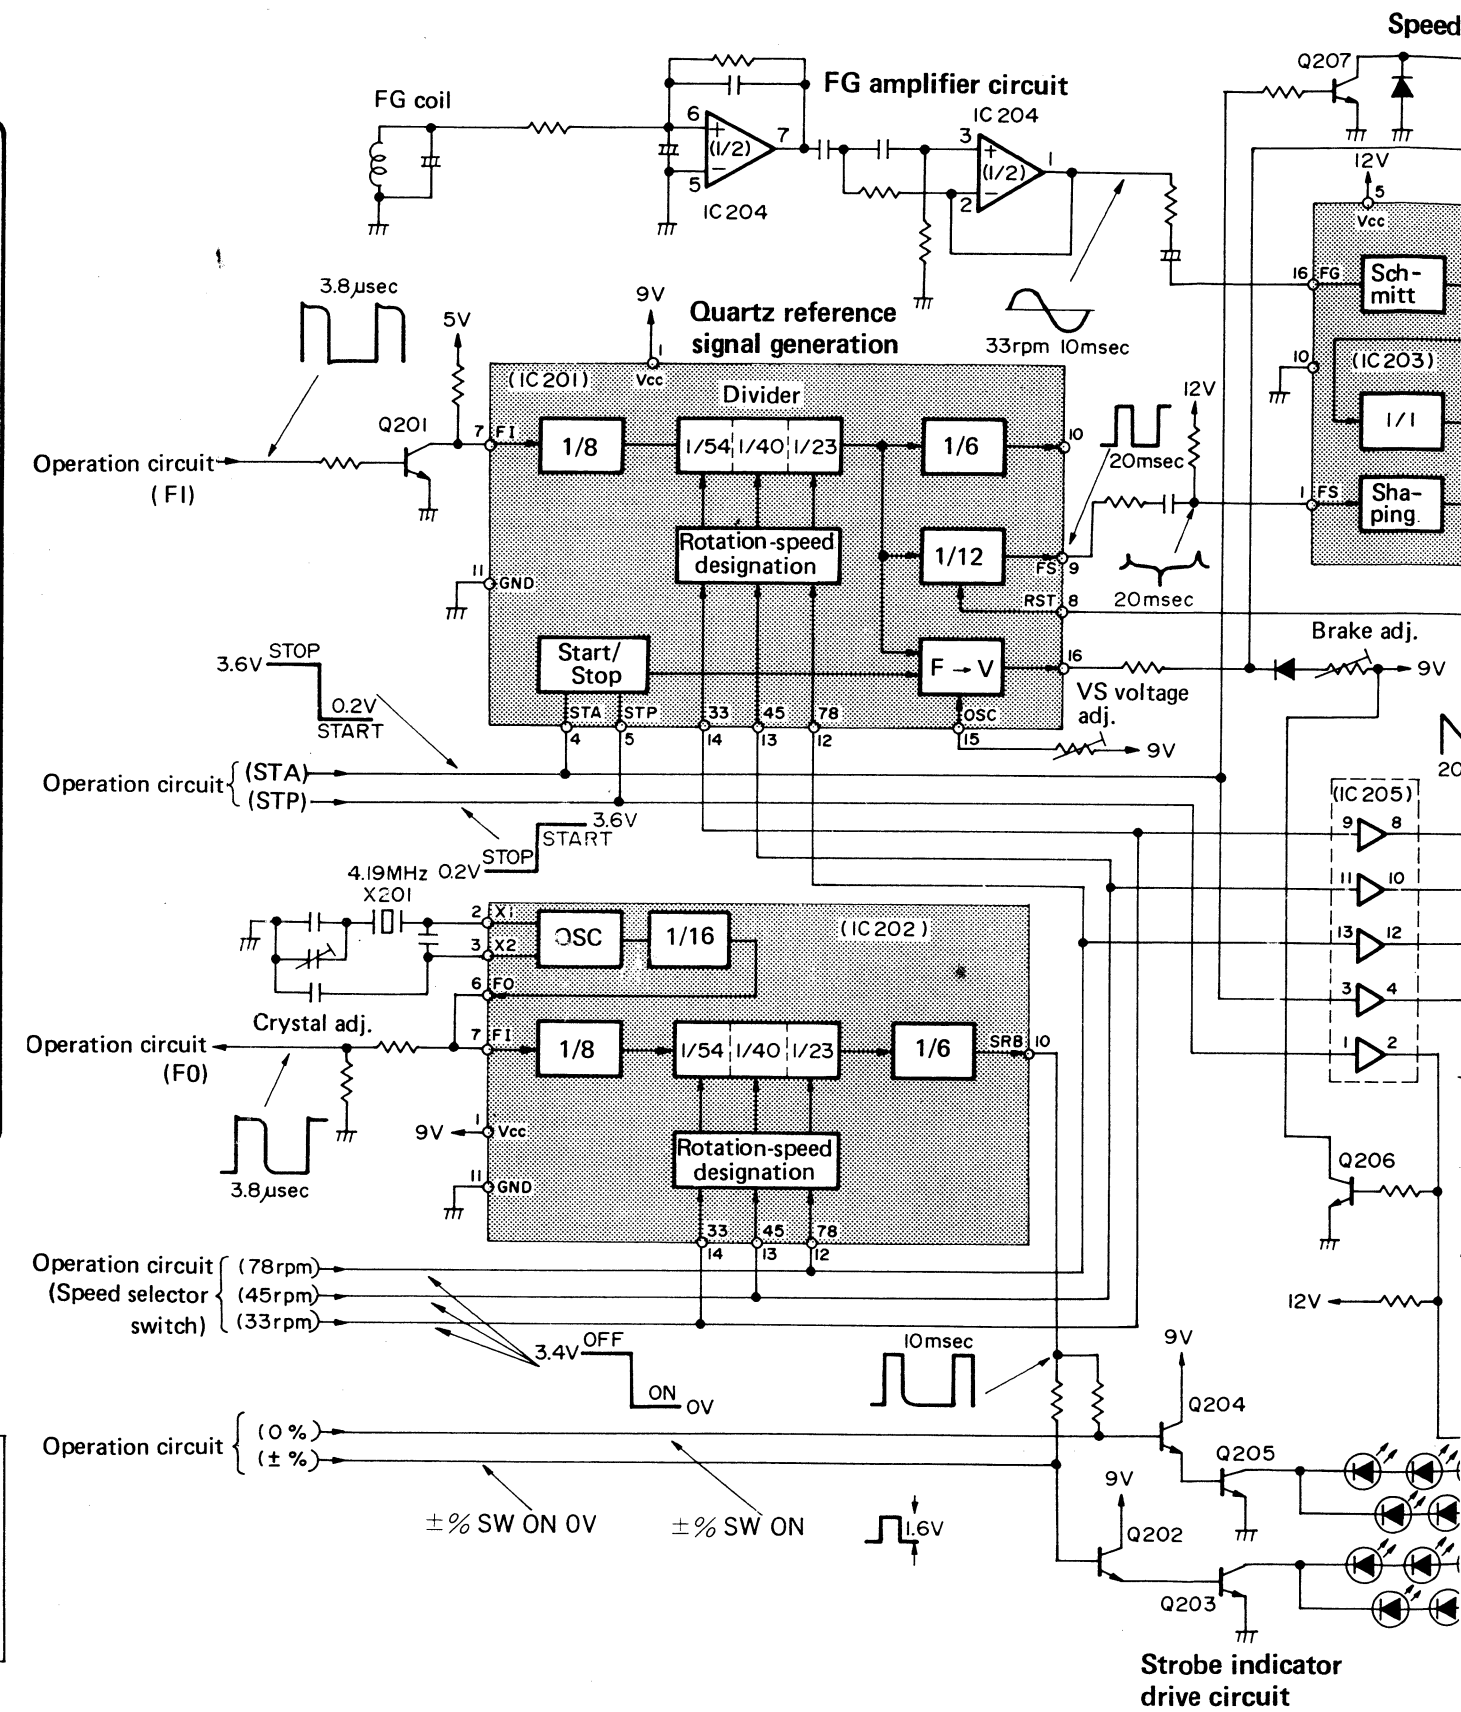 Speed
Q207
FG coil
FG amplifier circuit
6
+
(1/2)
−
5
7
IC204
IC204
3
+
(1/2)
−
2
1
12V
5
Vcc
16
FG
Sch-
mitt
10
(IC203)
1/1
1
FS
Sha-
ping
33rpm 10msec
3.8μsec
5V
9V
1
Vcc
Quartz reference
signal generation
(IC201)
Divider
Q201
7
FI
1/8
1/54
1/40
1/23
1/6
10
Operation circuit
(FI)
20msec
12V
Rotation-speed
designation
1/12
FS
9
20msec
11
GND
RST
8
Brake adj.
Start/
Stop
F → V
16
9V
VS voltage
adj.
3.6V
STOP
0.2V
START
STA
STP
33
45
78
OSC
4
5
14
13
12
15
9V
20
Operation circuit
(STA)
(STP)
3.6V
START
STOP
0.2V
(IC205)
9
8
11
10
13
12
3
4
1
2
4.19MHz
X201
2
X1
3
X2
OSC
1/16
(IC202)
6
FO
Crystal adj.
Operation circuit
(FO)
7
FI
1/8
1/54
1/40
1/23
1/6
SRB
10
9V
1
Vcc
Rotation-speed
designation
11
GND
3.8μsec
Q206
33
45
78
14
13
12
Operation circuit
(Speed selector
switch)
(78rpm)
(45rpm)
(33rpm)
12V
3.4V
OFF
ON
0V
10msec
9V
Q204
Operation circuit
(0%)
(±%)
Q205
±% SW ON 0V
±% SW ON
1.6V
9V
Q202
Q203
Strobe indicator
drive circuit